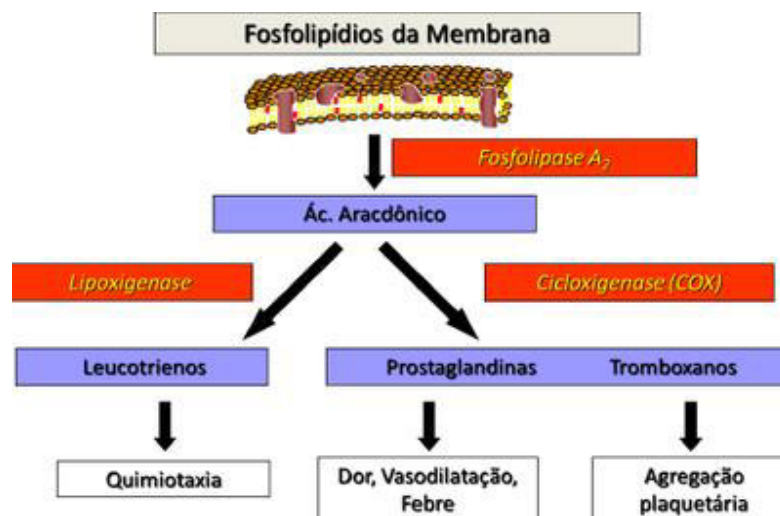 Fosfolipídios da Membrana
Fosfolipase A₂
Ác. Aracdônico
Lipoxigenase
Cicloxigenase (COX)
Leucotrienos
Prostaglandinas
Tromboxanos
Quimiotaxia
Dor, Vasodilatação,
Febre
Agregação
plaquetária